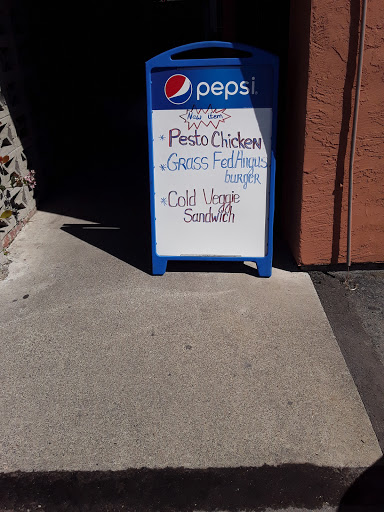 pepsi
New item
* Pesto Chicken
* Grass Fed Angus
burger
* Cold Veggie
Sandwich